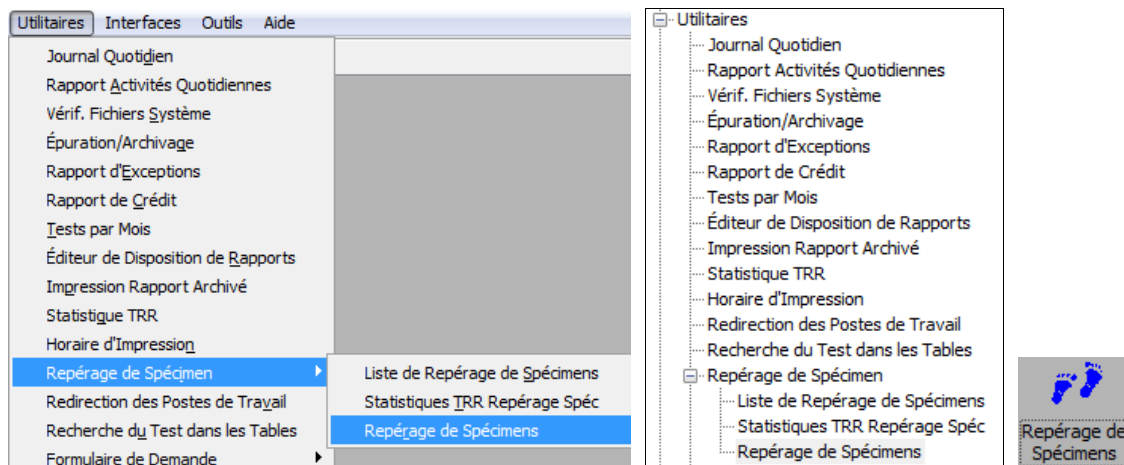 Utilitaires Interfaces Outils Aide
Journal Quotidien
Rapport Activités Quotidiennes
Vérif. Fichiers Système
Épuration/Archivage
Rapport d'Exceptions
Rapport de Crédit
Tests par Mois
Éditeur de Disposition de Rapports
Impression Rapport Archivé
Statistique TRR
Horaire d'Impression
Repérage de Spécimen
Redirection des Postes de Travail
Recherche du Test dans les Tables
Formulaire de Demande
Liste de Repérage de Spécimens
Statistiques TRR Repérage Spéc
Repérage de Spécimens
Utilitaires
Journal Quotidien
Rapport Activités Quotidiennes
Vérif. Fichiers Système
Épuration/Archivage
Rapport d'Exceptions
Rapport de Crédit
Tests par Mois
Éditeur de Disposition de Rapports
Impression Rapport Archivé
Statistique TRR
Horaire d'Impression
Redirection des Postes de Travail
Recherche du Test dans les Tables
Repérage de Spécimen
Liste de Repérage de Spécimens
Statistiques TRR Repérage Spéc
Repérage de Spécimens
Repérage de
Spécimens